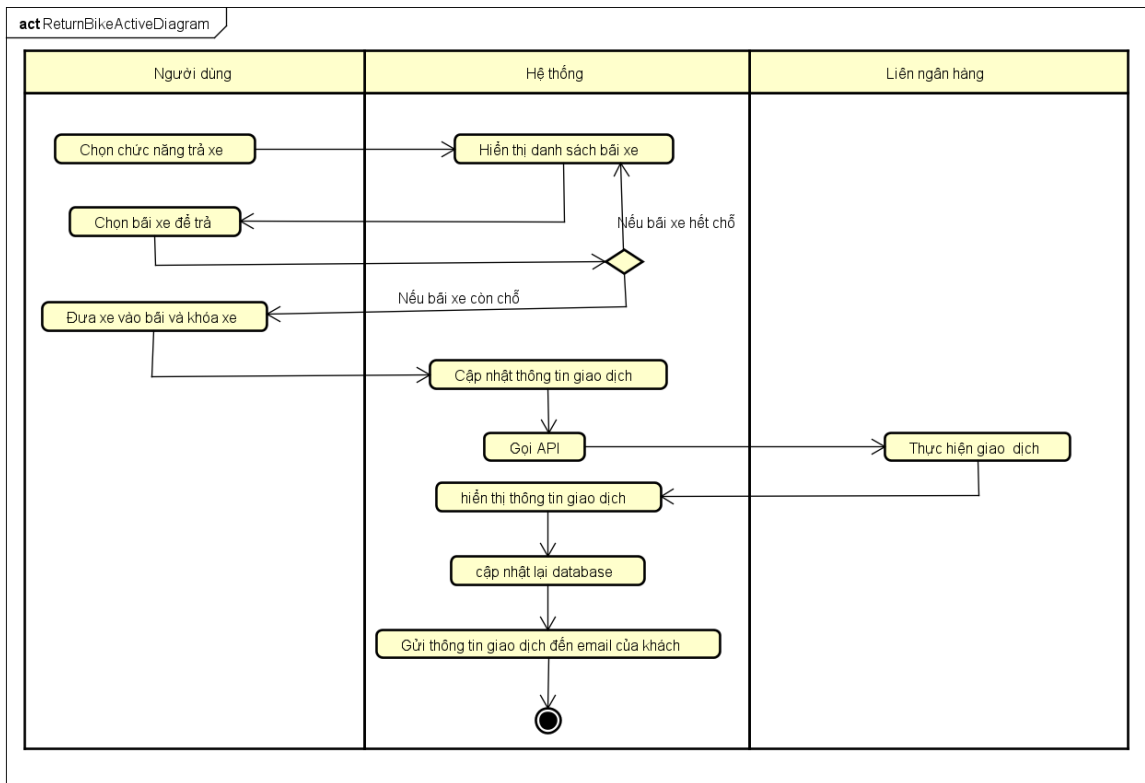 act ReturnBikeActiveDiagram
Người dùng
Hệ thống
Liên ngân hàng
Chọn chức năng trả xe
Hiển thị danh sách bãi xe
Chọn bãi xe để trả
Nếu bãi xe hết chỗ
Nếu bãi xe còn chỗ
Đưa xe vào bãi và khóa xe
Cập nhật thông tin giao dịch
Gọi API
Thực hiện giao dịch
hiển thị thông tin giao dịch
cập nhật lại database
Gửi thông tin giao dịch đến email của khách